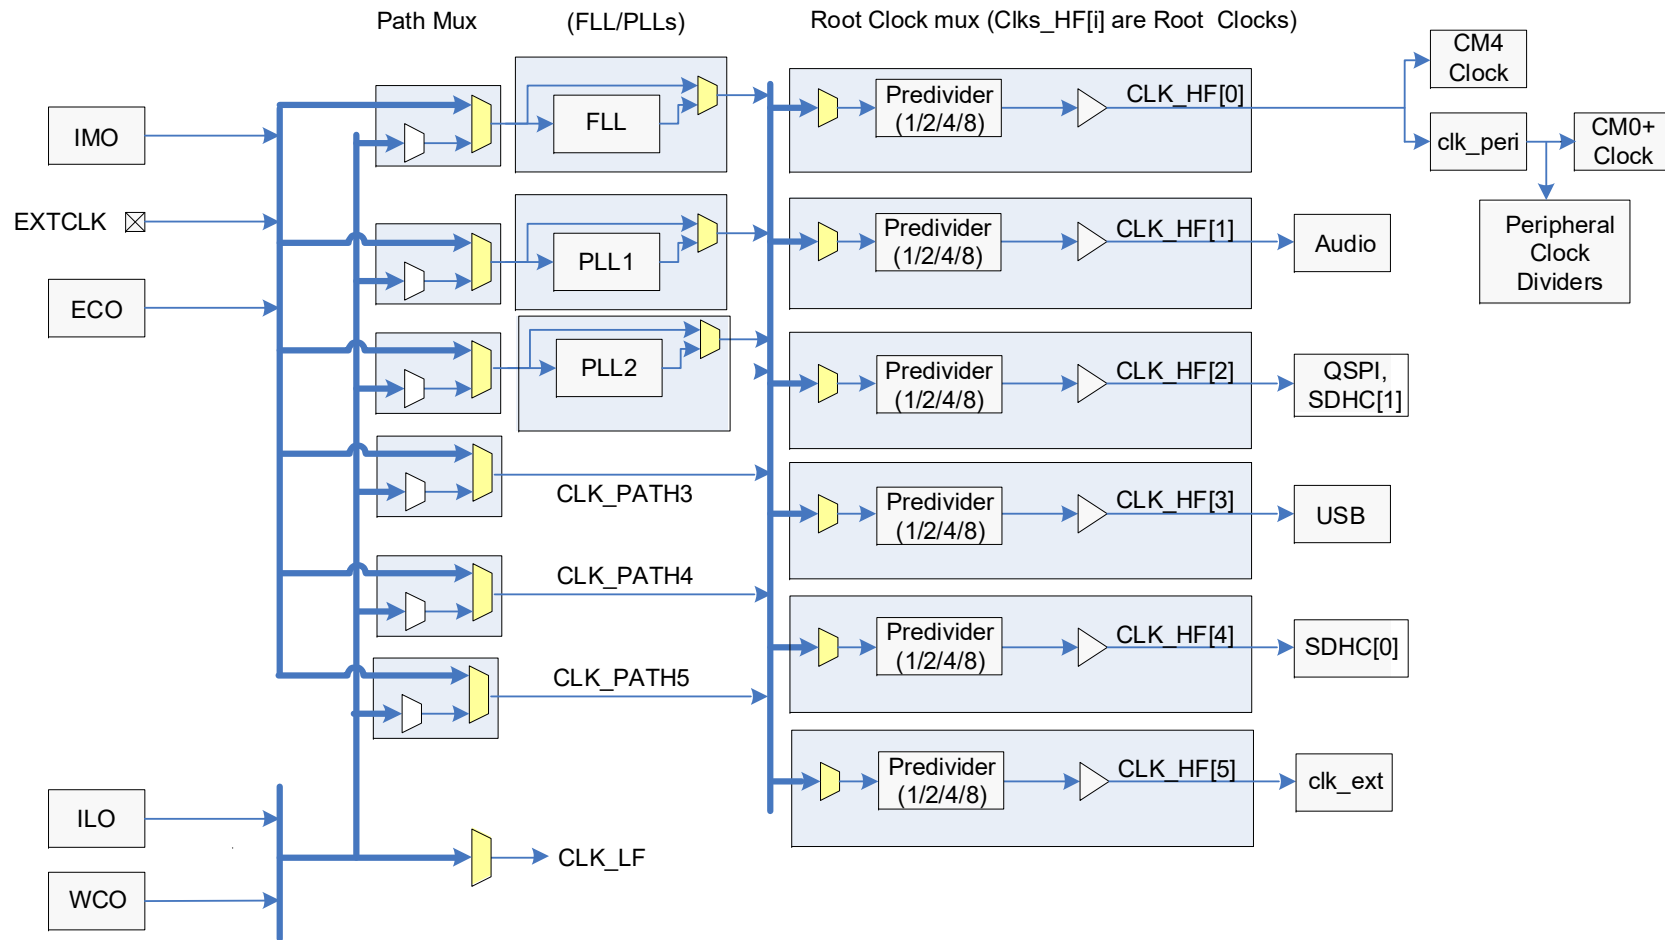 Path Mux
(FLL/PLLs)
Root Clock mux (Clks_HF[i] are Root Clocks)
IMO
EXTCLK
ECO
ILO
WCO
FLL
PLL1
PLL2
CLK_PATH3
CLK_PATH4
CLK_PATH5
CLK_LF
Predivider
(1/2/4/8)
CLK_HF[0]
Predivider
(1/2/4/8)
CLK_HF[1]
Predivider
(1/2/4/8)
CLK_HF[2]
Predivider
(1/2/4/8)
CLK_HF[3]
Predivider
(1/2/4/8)
CLK_HF[4]
Predivider
(1/2/4/8)
CLK_HF[5]
CM4
Clock
clk_peri
CM0+
Clock
Peripheral
Clock
Dividers
Audio
QSPI,
SDHC[1]
USB
SDHC[0]
clk_ext